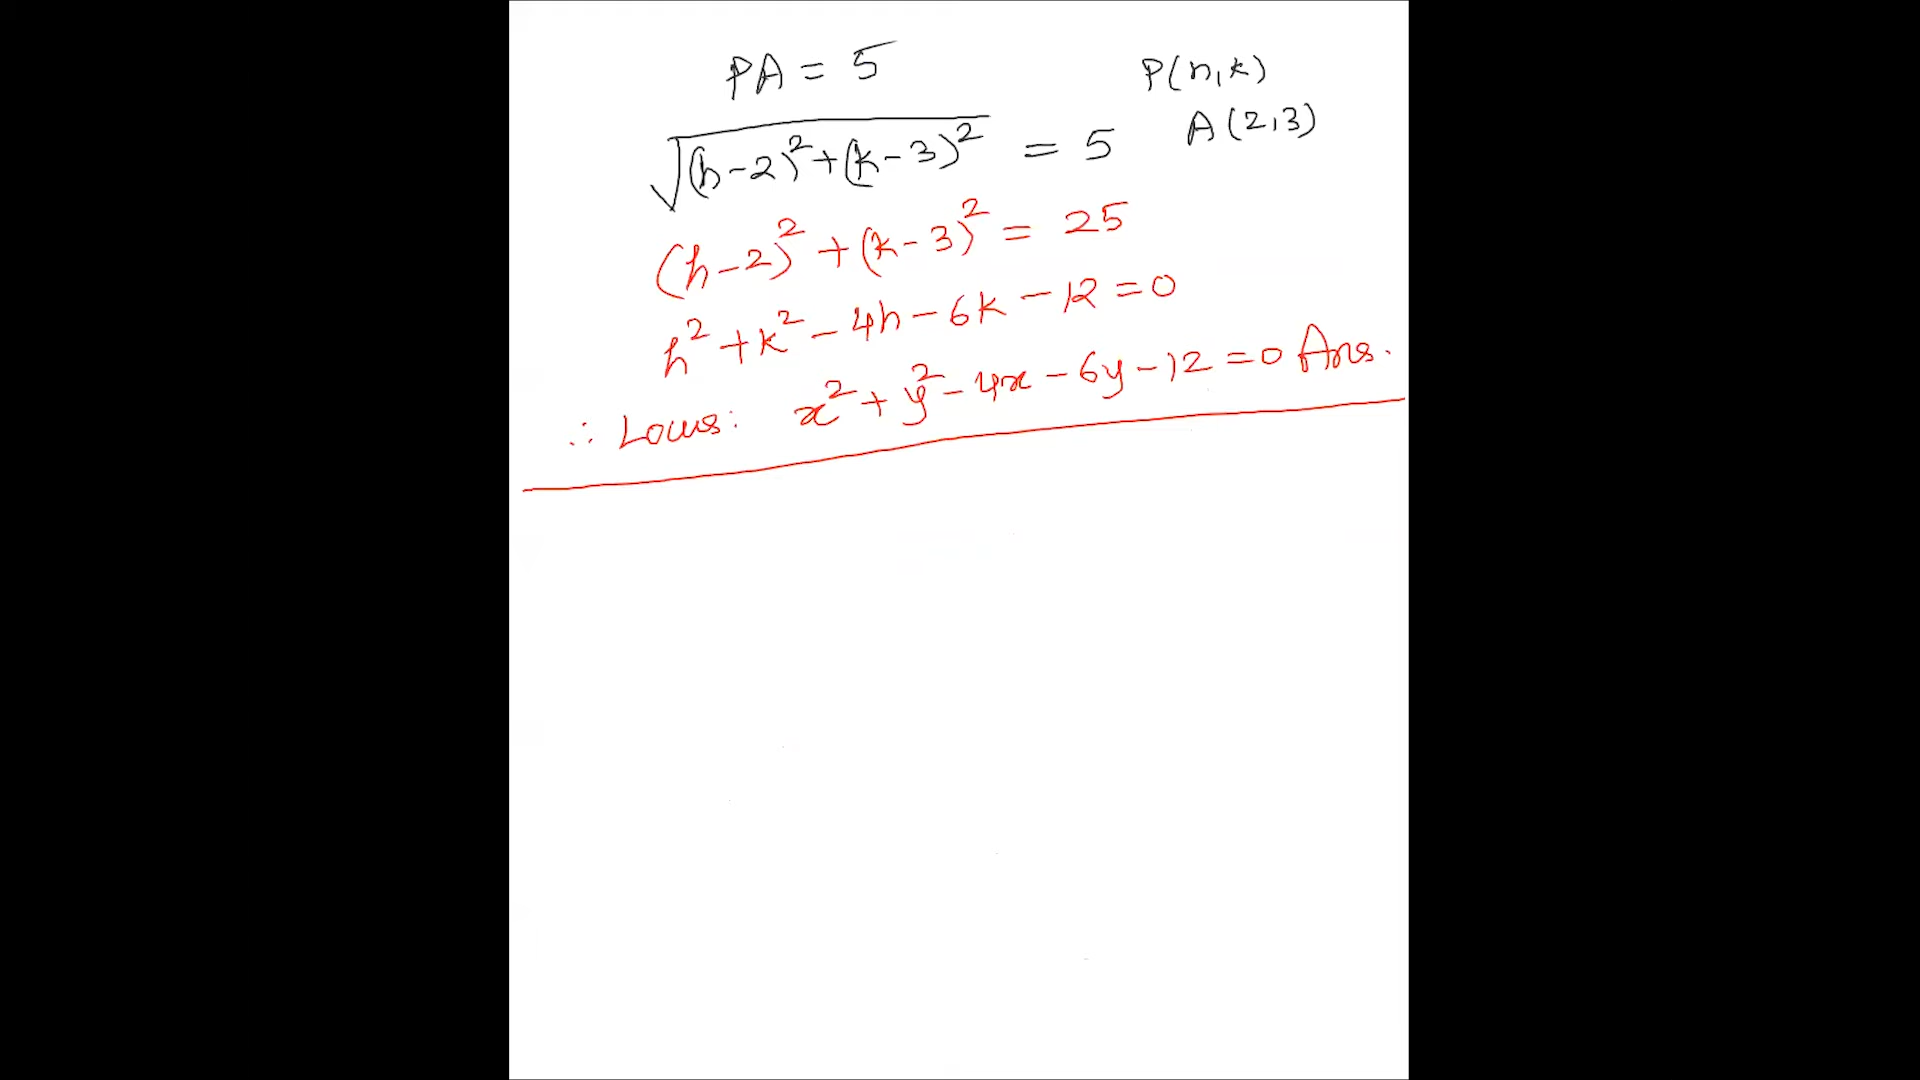 PA = 5
P(h,k)
A(2,3)
√(h-2)²+(k-3)² = 5
(h-2)²+(k-3)² = 25
h²+k²-4h-6k-12=0
∴ Locus: x²+y²-4x-6y-12=0 Ans.